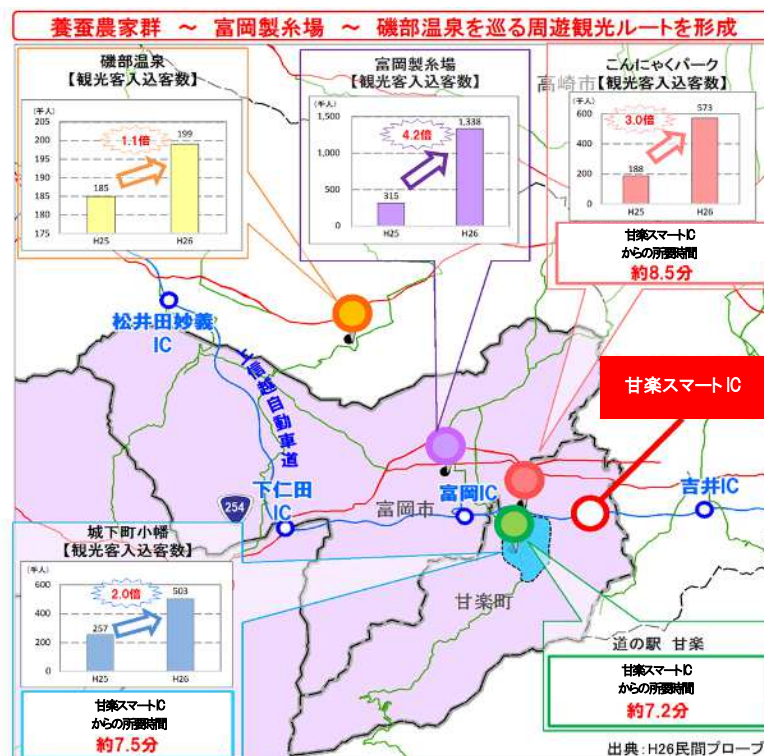 養蚕農家群 ～ 富岡製糸場 ～ 磯部温泉を巡る周遊観光ルートを形成
磯部温泉
【観光客入込客数】
(千人)
205
200
195
190
185
180
175
185
199
1.1倍
H25
H26
富岡製糸場
【観光客入込客数】
(千人)
1,500
1,000
500
0
315
1,338
4.2倍
H25
H26
高崎市
こんにゃくパーク
【観光客入込客数】
(千人)
600
400
200
0
188
573
3.0倍
H25
H26
甘楽スマートIC
からの所要時間
約8.5分
松井田妙義
IC
上信越自動車道
甘楽スマートIC
254
下仁田
IC
富岡市
富岡IC
吉井IC
甘楽町
城下町小幡
【観光客入込客数】
(千人)
600
400
200
0
257
503
2.0倍
H25
H26
甘楽スマートIC
からの所要時間
約7.5分
道の駅 甘楽
甘楽スマートIC
からの所要時間
約7.2分
出典:H26民間プローブ